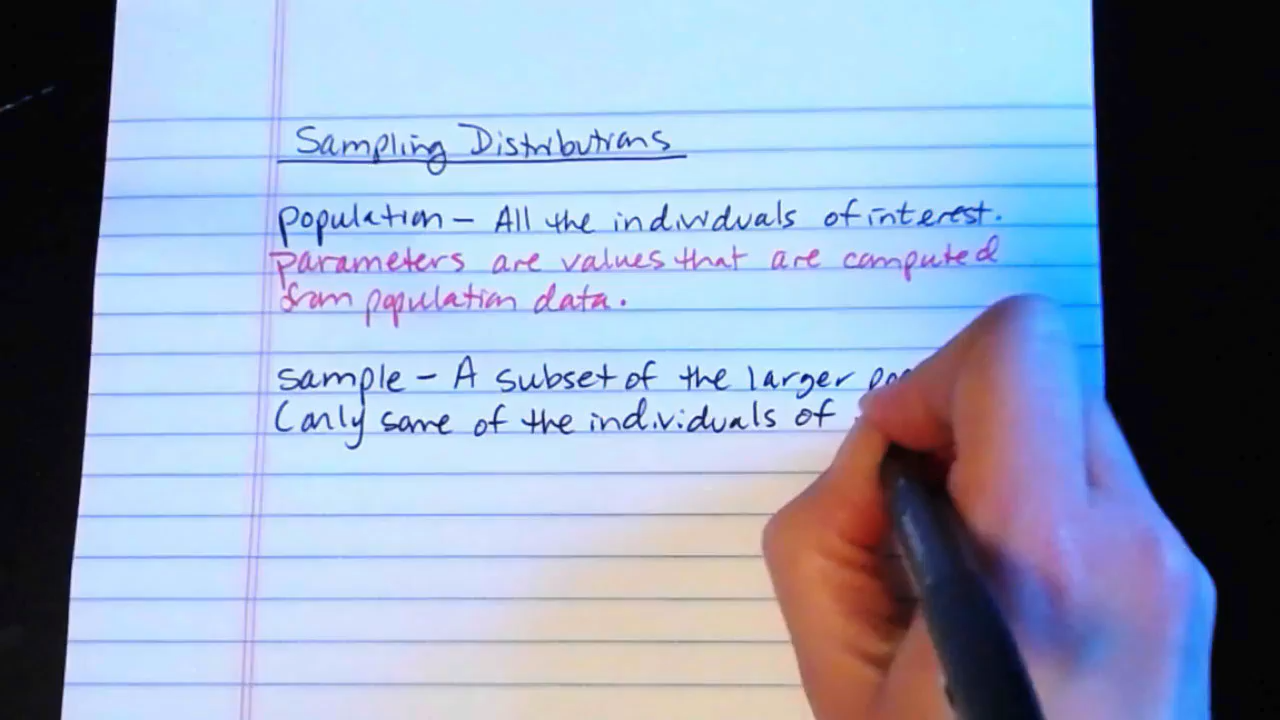 Sampling Distributions
population - All the individuals of interest.
parameters are values that are computed
from population data.
sample - A subset of the larger
(only some of the individuals of